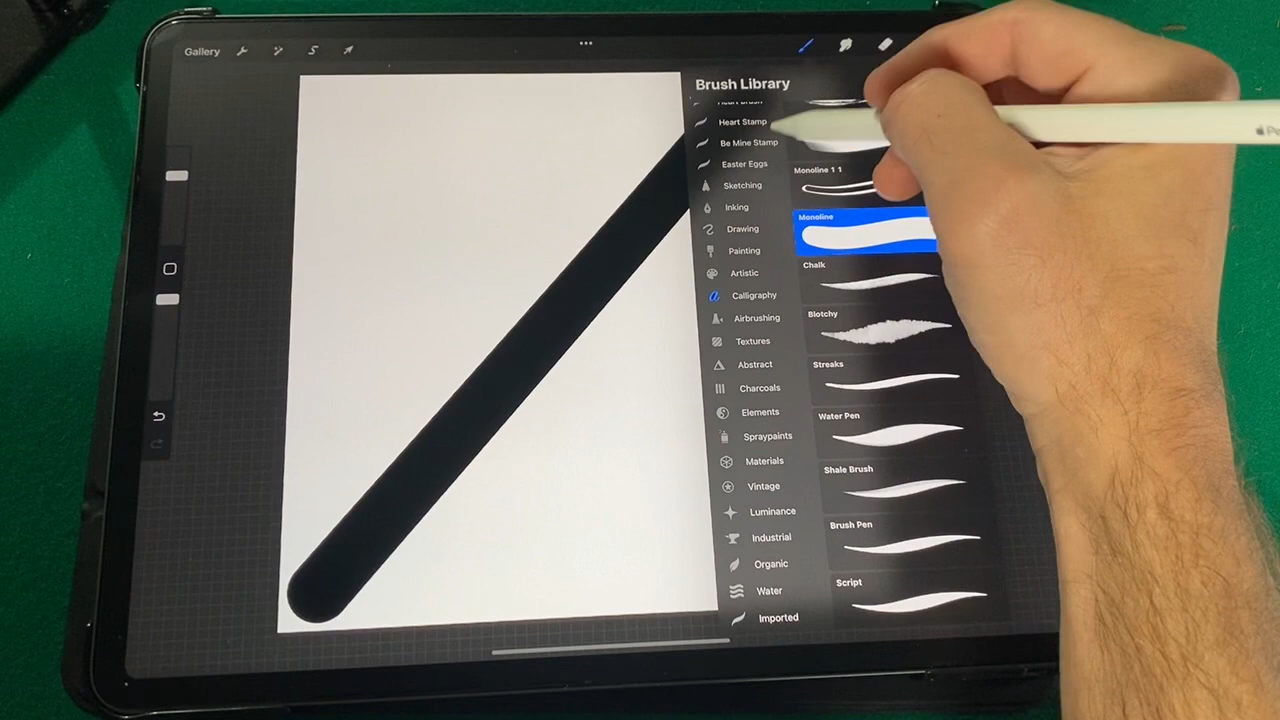 Gallery
Brush Library
Heart Brush
Heart Stamp
Be Mine Stamp
Easter Eggs
Sketching
Inking
Drawing
Painting
Artistic
Calligraphy
Airbrushing
Textures
Abstract
Charcoals
Elements
Spraypaints
Materials
Vintage
Luminance
Industrial
Organic
Water
Imported
Monoline 1 1
Monoline
Chalk
Blotchy
Streaks
Water Pen
Shale Brush
Brush Pen
Script